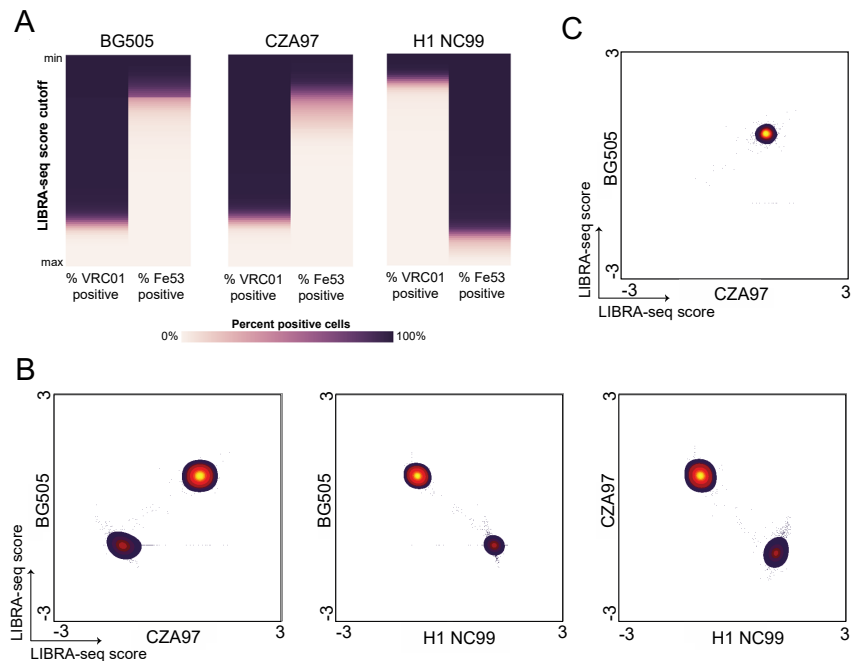 A
BG505
CZA97
H1 NC99
min
LIBRA-seq score cutoff
max
% VRC01 positive
% Fe53 positive
% VRC01 positive
% Fe53 positive
% VRC01 positive
% Fe53 positive
Percent positive cells
0%
100%
C
3
BG505
LIBRA-seq score
-3
-3
CZA97
3
LIBRA-seq score
B
3
BG505
LIBRA-seq score
-3
-3
CZA97
3
LIBRA-seq score
3
BG505
-3
-3
H1 NC99
3
3
CZA97
-3
-3
H1 NC99
3